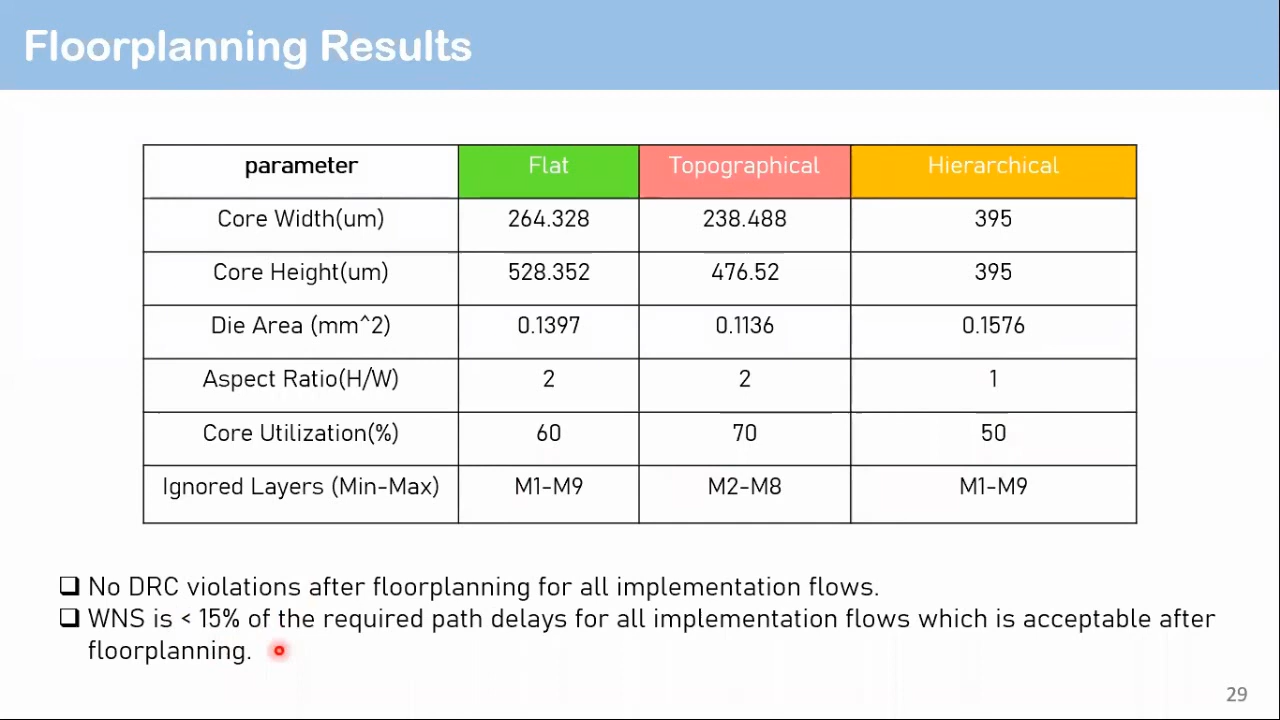 Floorplanning Results
parameter Flat Topographical Hierarchical
Core Width(um) 264.328 238.488 395
Core Height(um) 528.352 476.52 395
Die Area (mm^2) 0.1397 0.1136 0.1576
Aspect Ratio(H/W) 2 2 1
Core Utilization(%) 60 70 50
Ignored Layers (Min-Max) M1-M9 M2-M8 M1-M9
❑ No DRC violations after floorplanning for all implementation flows.
❑ WNS is < 15% of the required path delays for all implementation flows which is acceptable after
floorplanning.
29